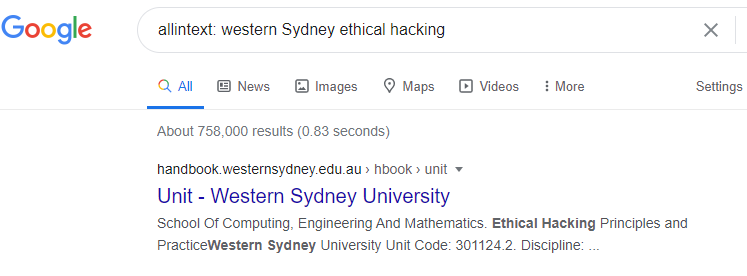 Google
allintext: western Sydney ethical hacking
All News Images Maps Videos More Settings
About 758,000 results (0.83 seconds)
handbook.westernsydney.edu.au › hbook › unit
Unit - Western Sydney University
School Of Computing, Engineering And Mathematics. Ethical Hacking Principles and
PracticeWestern Sydney University Unit Code: 301124.2. Discipline: ...